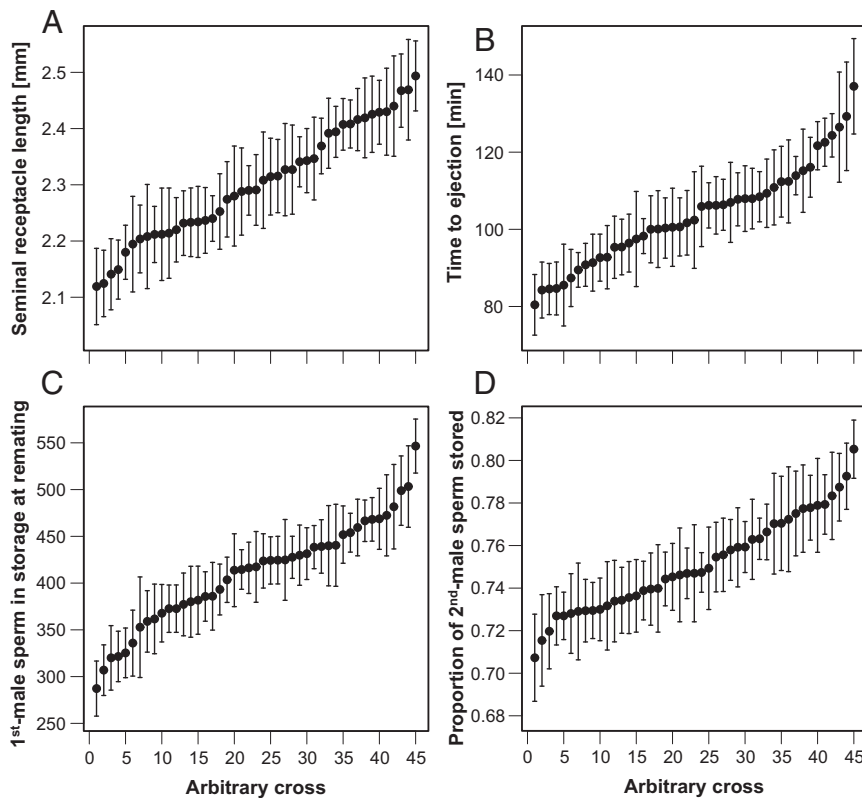 A
Seminal receptacle length [mm]
2.5
2.4
2.3
2.2
2.1
B
Time to ejection [min]
140
120
100
80
C
1st-male sperm in storage at remating
550
500
450
400
350
300
250
0 5 10 15 20 25 30 35 40 45
Arbitrary cross
D
Proportion of 2nd-male sperm stored
0.82
0.80
0.78
0.76
0.74
0.72
0.70
0.68
0 5 10 15 20 25 30 35 40 45
Arbitrary cross